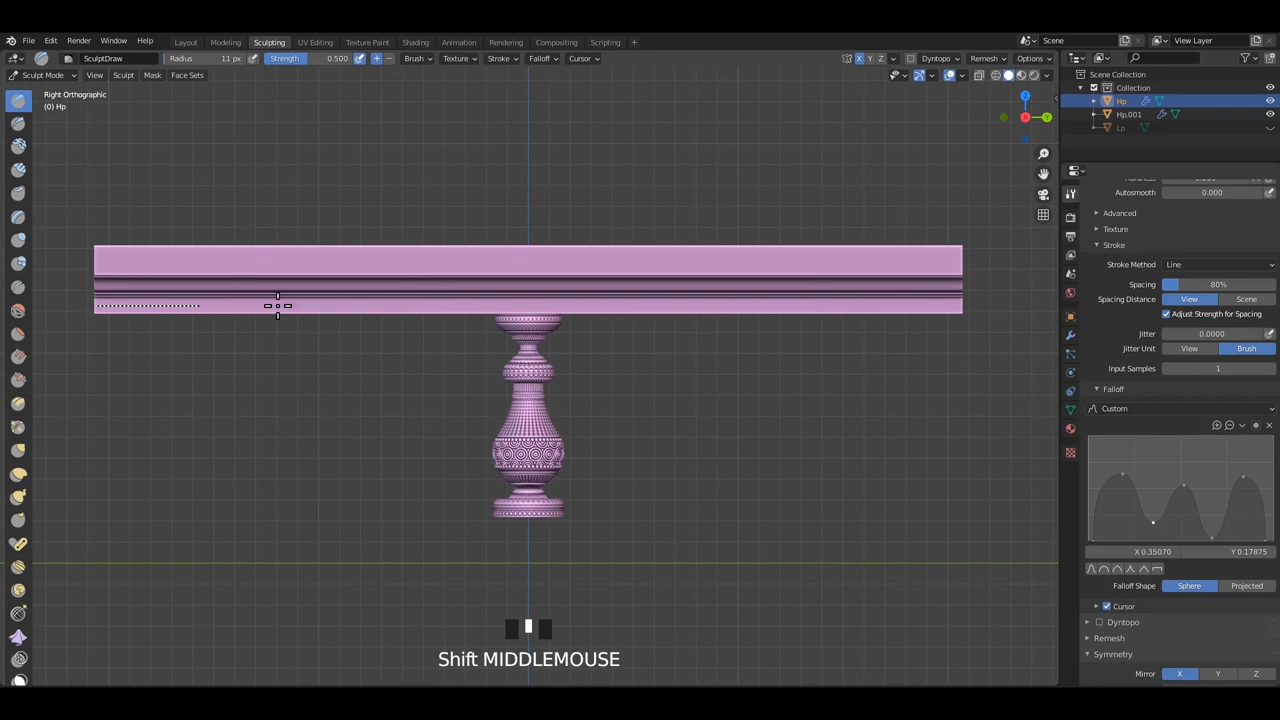 File Edit Render Window Help Layout Modeling Sculpting UV Editing Texture Paint Shading Animation Rendering Compositing Scripting + Scene View Layer
SculptDraw Radius 11 px Strength 0.500 Brush Texture Stroke Falloff Cursor X Y Z Dyntopo Remesh Options
Sculpt Mode View Sculpt Mask Face Sets
Scene Collection
Right Orthographic
(0) Hp
Collection
Hp
Hp.001
Lp
Z
X
Y
Autosmooth 0.000
Advanced
Texture
Stroke
Stroke Method Line
Spacing 80%
Spacing Distance View Scene
Adjust Strength for Spacing
Jitter 0.0000
Jitter Unit View Brush
Input Samples 1
Falloff
Custom
X 0.35070 Y 0.17875
Falloff Shape Sphere Projected
Cursor
Dyntopo
Remesh
Symmetry
Mirror X Y Z
Shift MIDDLEMOUSE